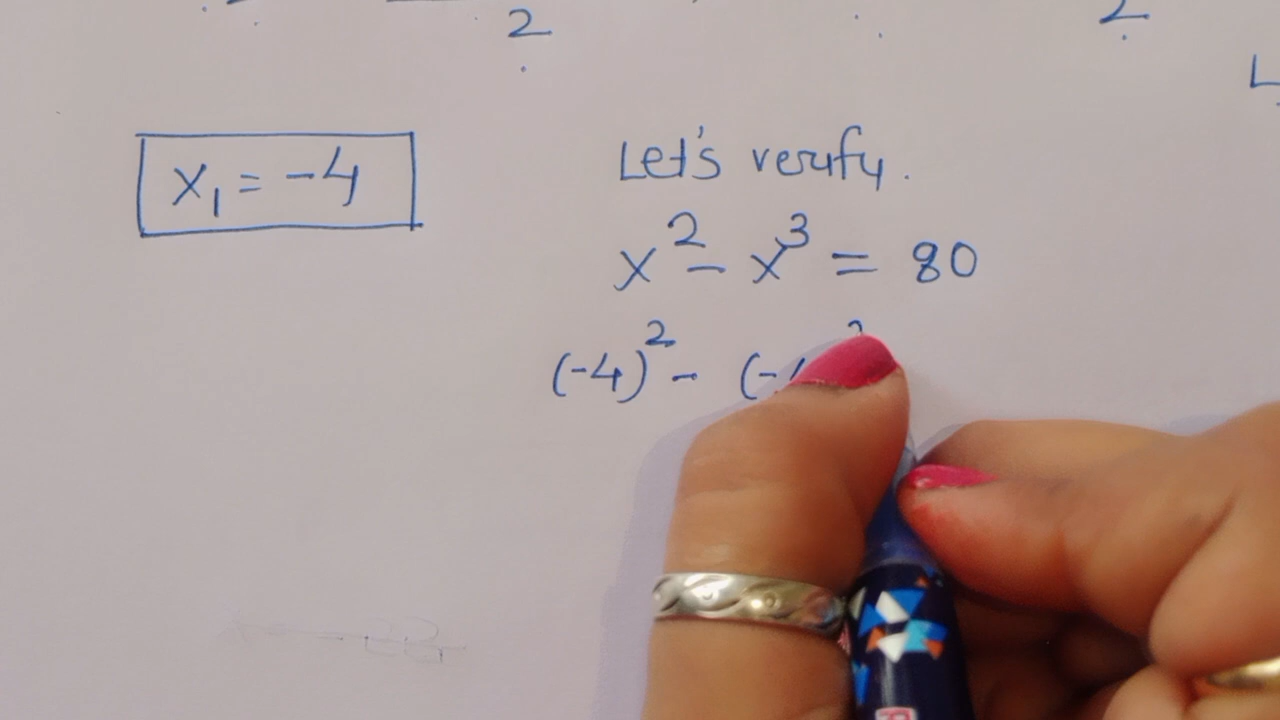 2
2
L
x₁ = -4
Let's verify.
x² - x³ = 80
(-4)² - (-